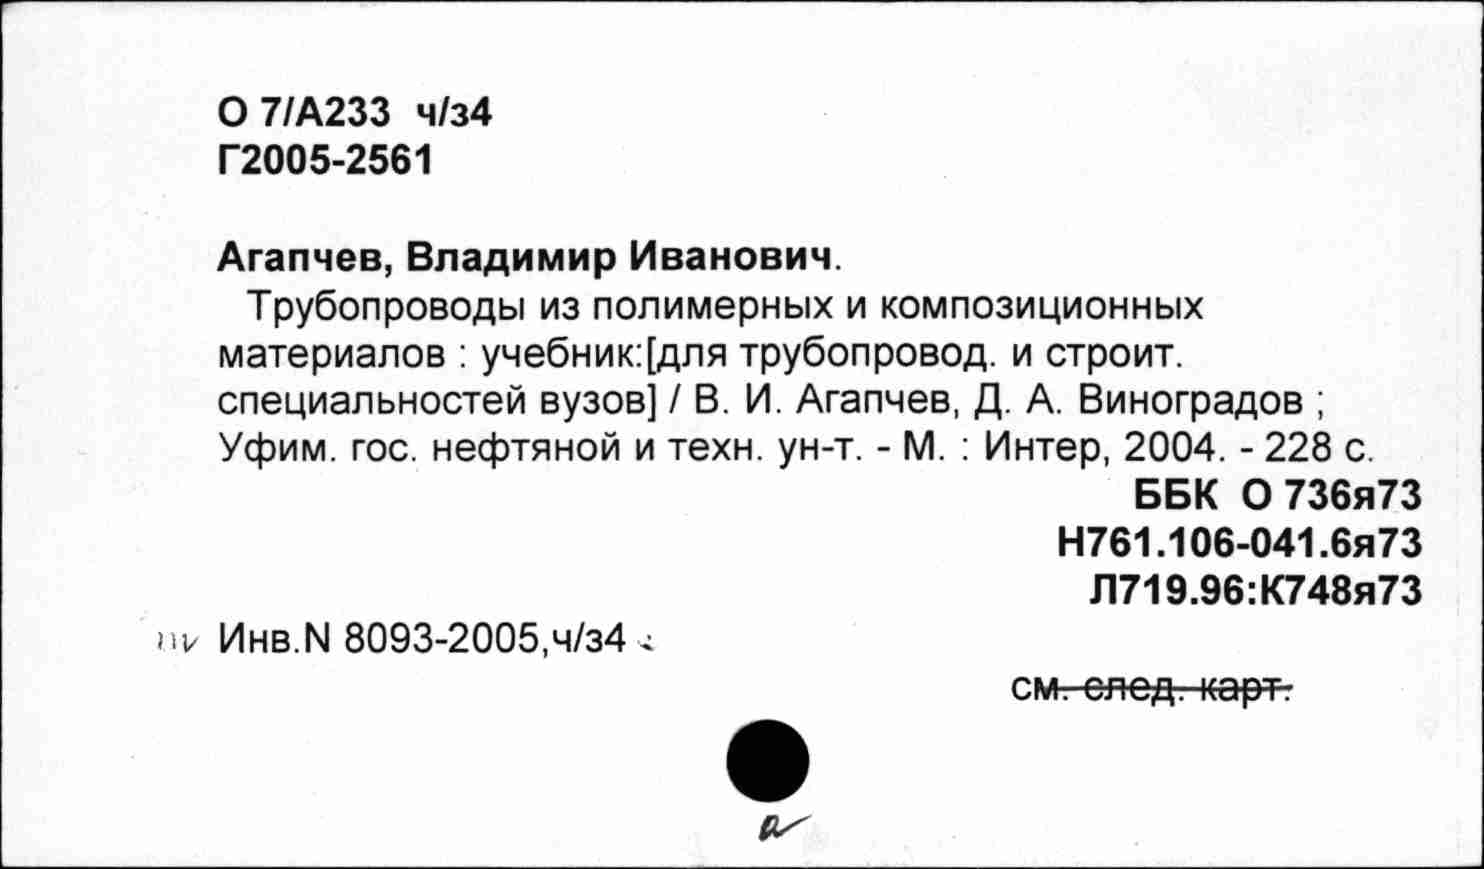 О 7/А233 ч/з4
Г2005-2561
Агапчев, Владимир Иванович.
Трубопроводы из полимерных и композиционных
материалов : учебник:[для трубопровод. и строит.
специальностей вузов] / В. И. Агапчев, Д. А. Виноградов ;
Уфим. гос. нефтяной и техн. ун-т. - М. : Интер, 2004. - 228 с.
ББК О 736я73
Н761.106-041.6я73
Л719.96:К748я73
Инв.N 8093-2005,ч/з4
см. след. карт.